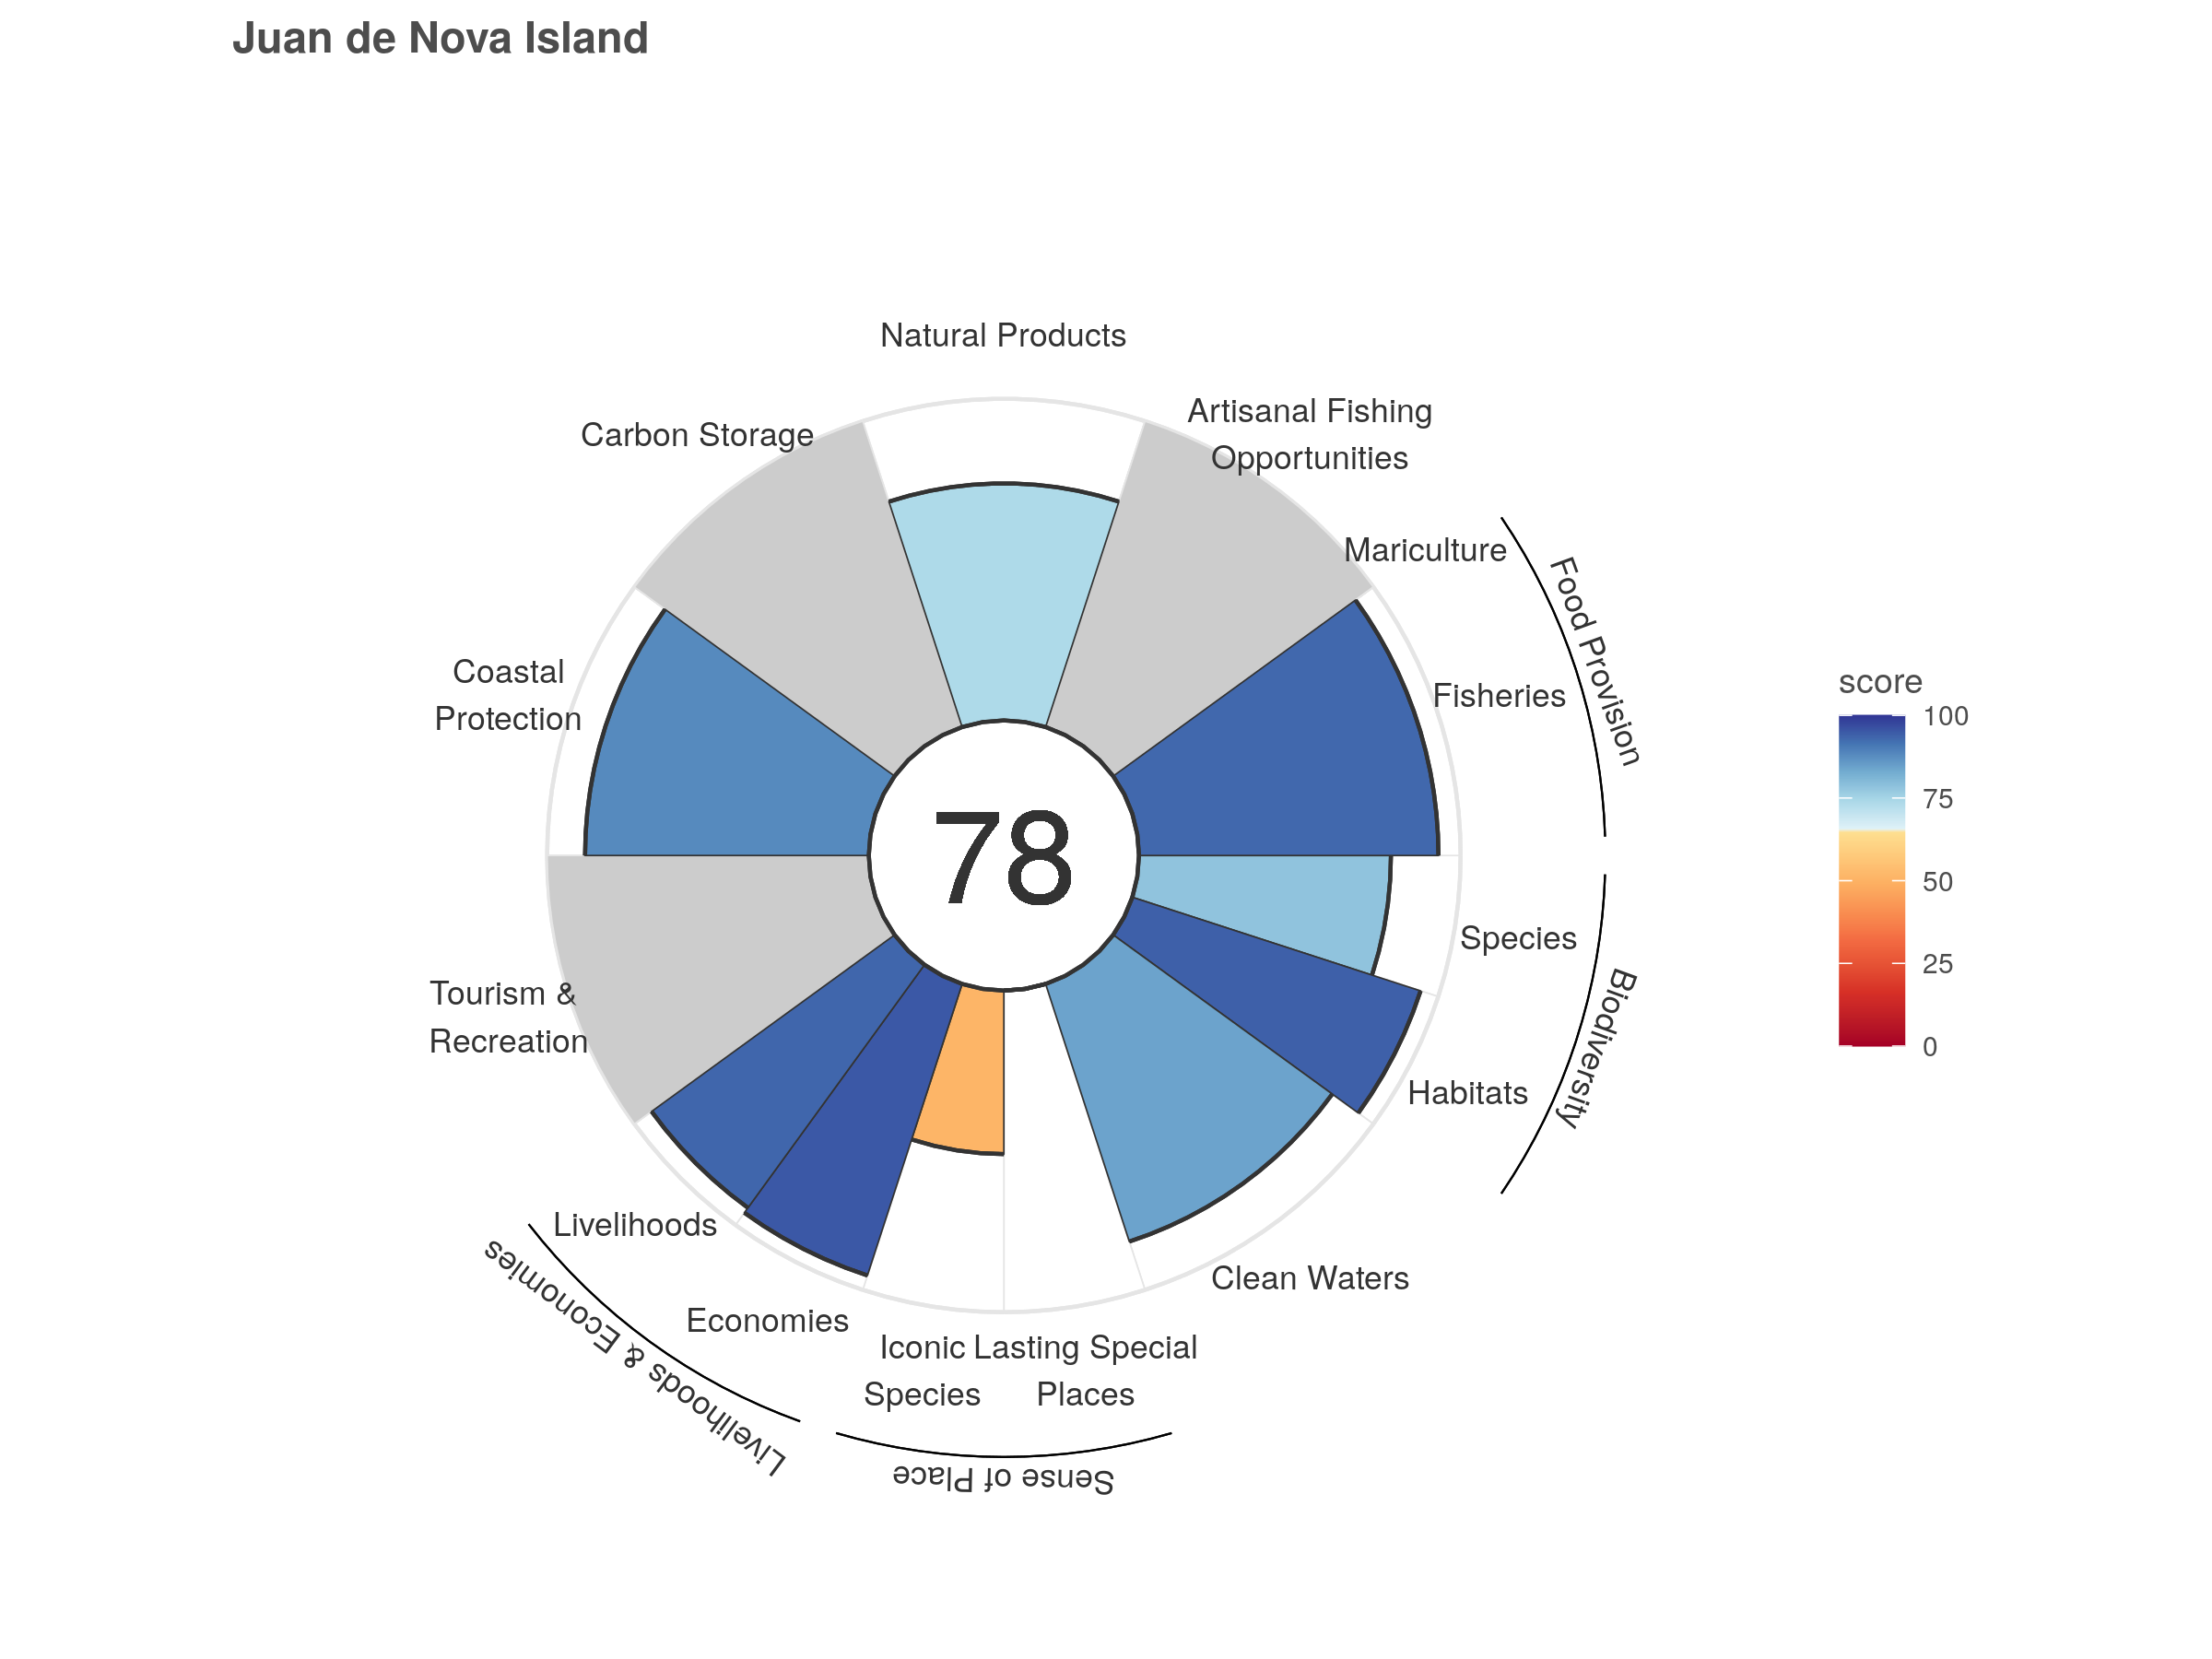 Juan de Nova Island
Natural Products
Artisanal Fishing
Opportunities
Carbon Storage
Mariculture
Food Provision
Fisheries
Coastal
Protection
78
Species
Biodiversity
Habitats
Tourism &
Recreation
Livelihoods
Livelihoods & Economies
Economies
Clean Waters
Iconic
Species
Lasting Special
Places
Sense of Place
score
100
75
50
25
0